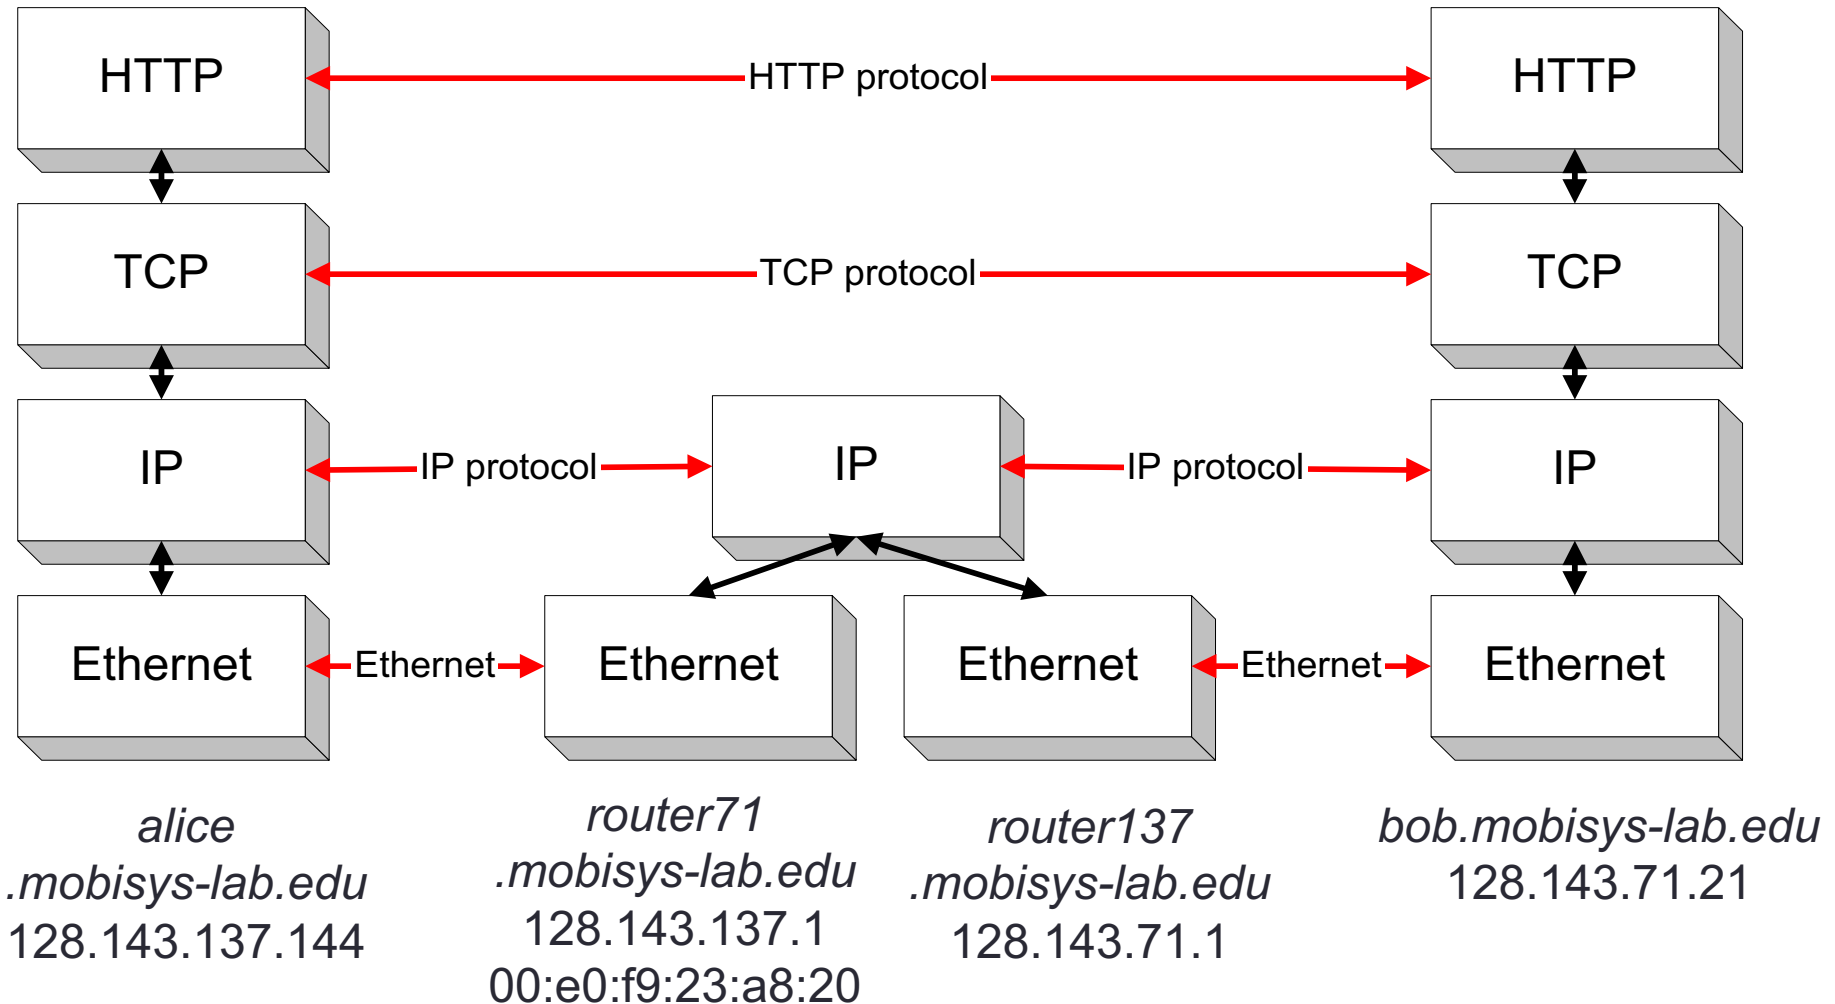 HTTP
HTTP protocol
HTTP
TCP
TCP protocol
TCP
IP
IP protocol
IP
IP protocol
IP
Ethernet
Ethernet
Ethernet
Ethernet
Ethernet
Ethernet
alice
.mobisys-lab.edu
128.143.137.144
router71
.mobisys-lab.edu
128.143.137.1
00:e0:f9:23:a8:20
router137
.mobisys-lab.edu
128.143.71.1
bob.mobisys-lab.edu
128.143.71.21